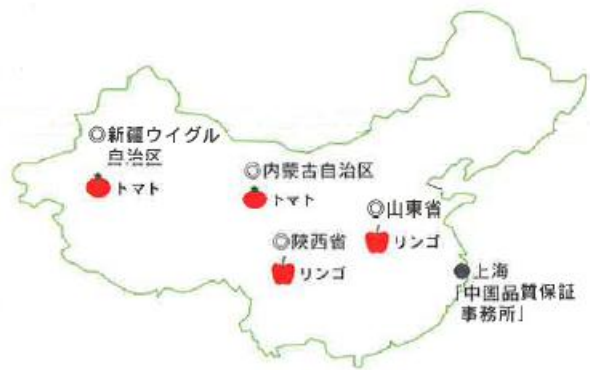 ◎新疆ウイグル
自治区
トマト
◎内蒙古自治区
トマト
◎山東省
リンゴ
◎陝西省
リンゴ
●上海
「中国品質保証
事務所」